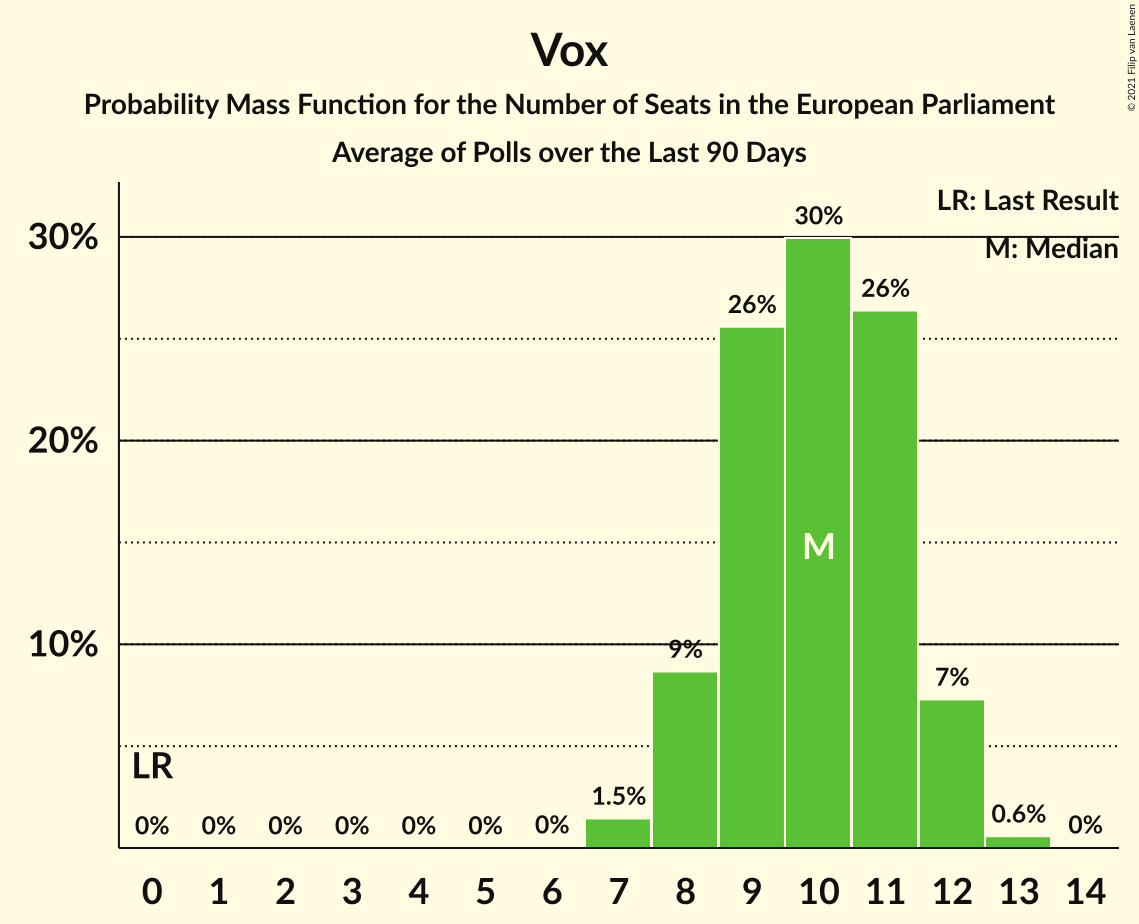 Vox
Probability Mass Function for the Number of Seats in the European Parliament
Average of Polls over the Last 90 Days
© 2021 Filip van Laenen
LR: Last Result
M: Median
30%
20%
10%
LR
0% 0% 0% 0% 0% 0% 0% 1.5% 9% 26% 30% 26% 7% 0.6% 0%
M
0 1 2 3 4 5 6 7 8 9 10 11 12 13 14